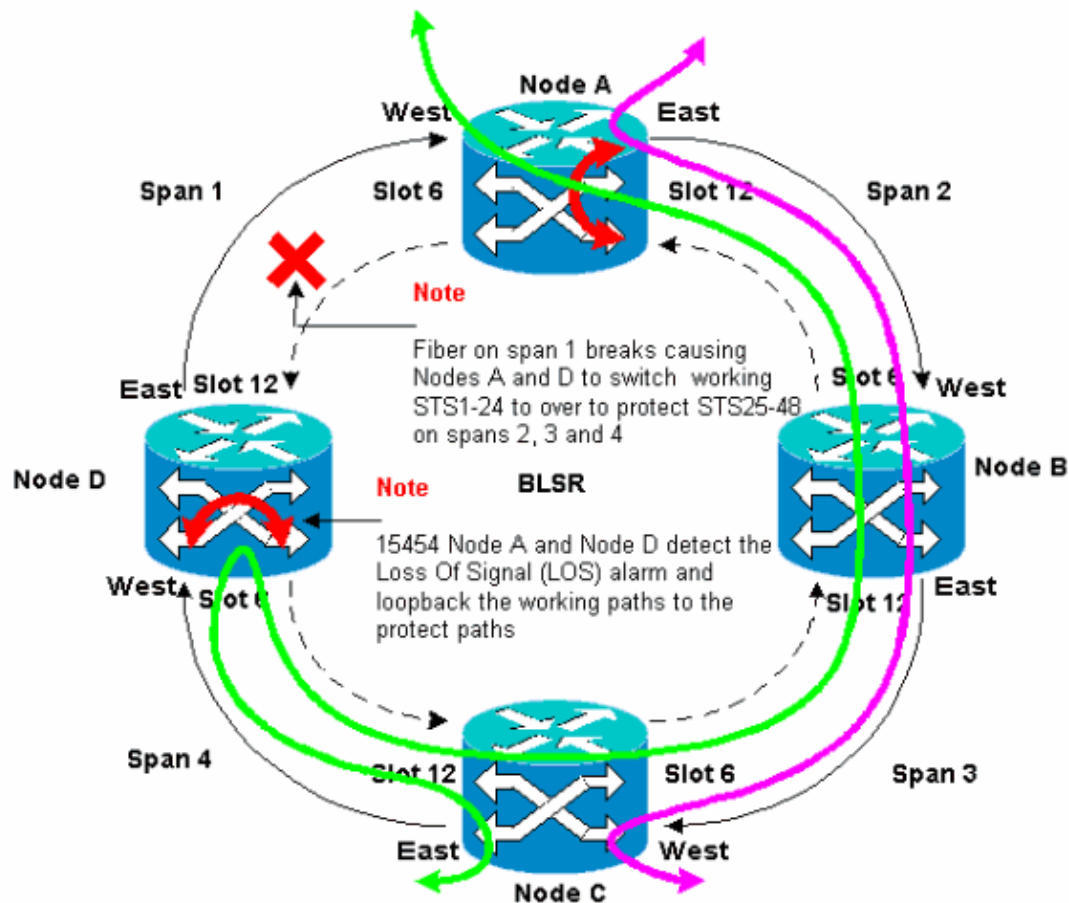 Node A
West
East
Span 1
Slot 6
Slot 12
Span 2
Note
Fiber on span 1 breaks causing
Nodes A and D to switch working
STS1-24 to over to protect STS25-48
on spans 2, 3 and 4
East
Slot 12
Slot 6
West
Node D
Node B
Note
BLSR
15454 Node A and Node D detect the
Loss Of Signal (LOS) alarm and
loopback the working paths to the
protect paths
West
Slot 6
East
Slot 12
Span 4
Slot 12
Slot 6
Span 3
East
West
Node C